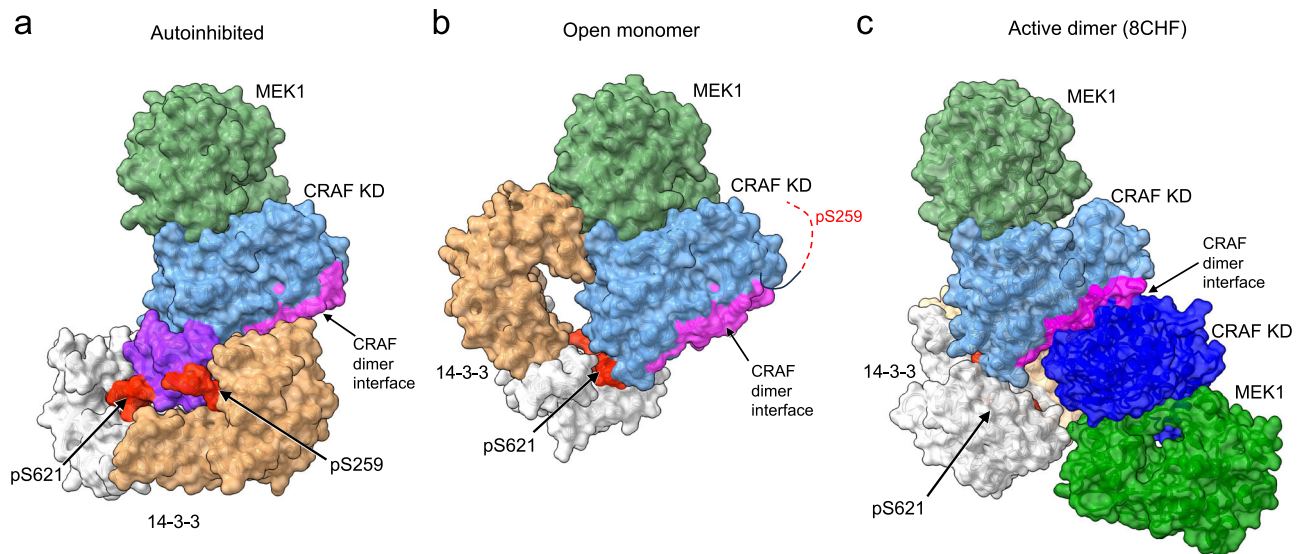 a
Autoinhibited
MEK1
CRAF KD
CRAF
dimer
interface
pS621
pS259
14-3-3
b
Open monomer
MEK1
CRAF KD
pS259
14-3-3
CRAF
dimer
interface
pS621
c
Active dimer (8CHF)
MEK1
CRAF KD
CRAF
dimer
interface
CRAF KD
14-3-3
MEK1
pS621